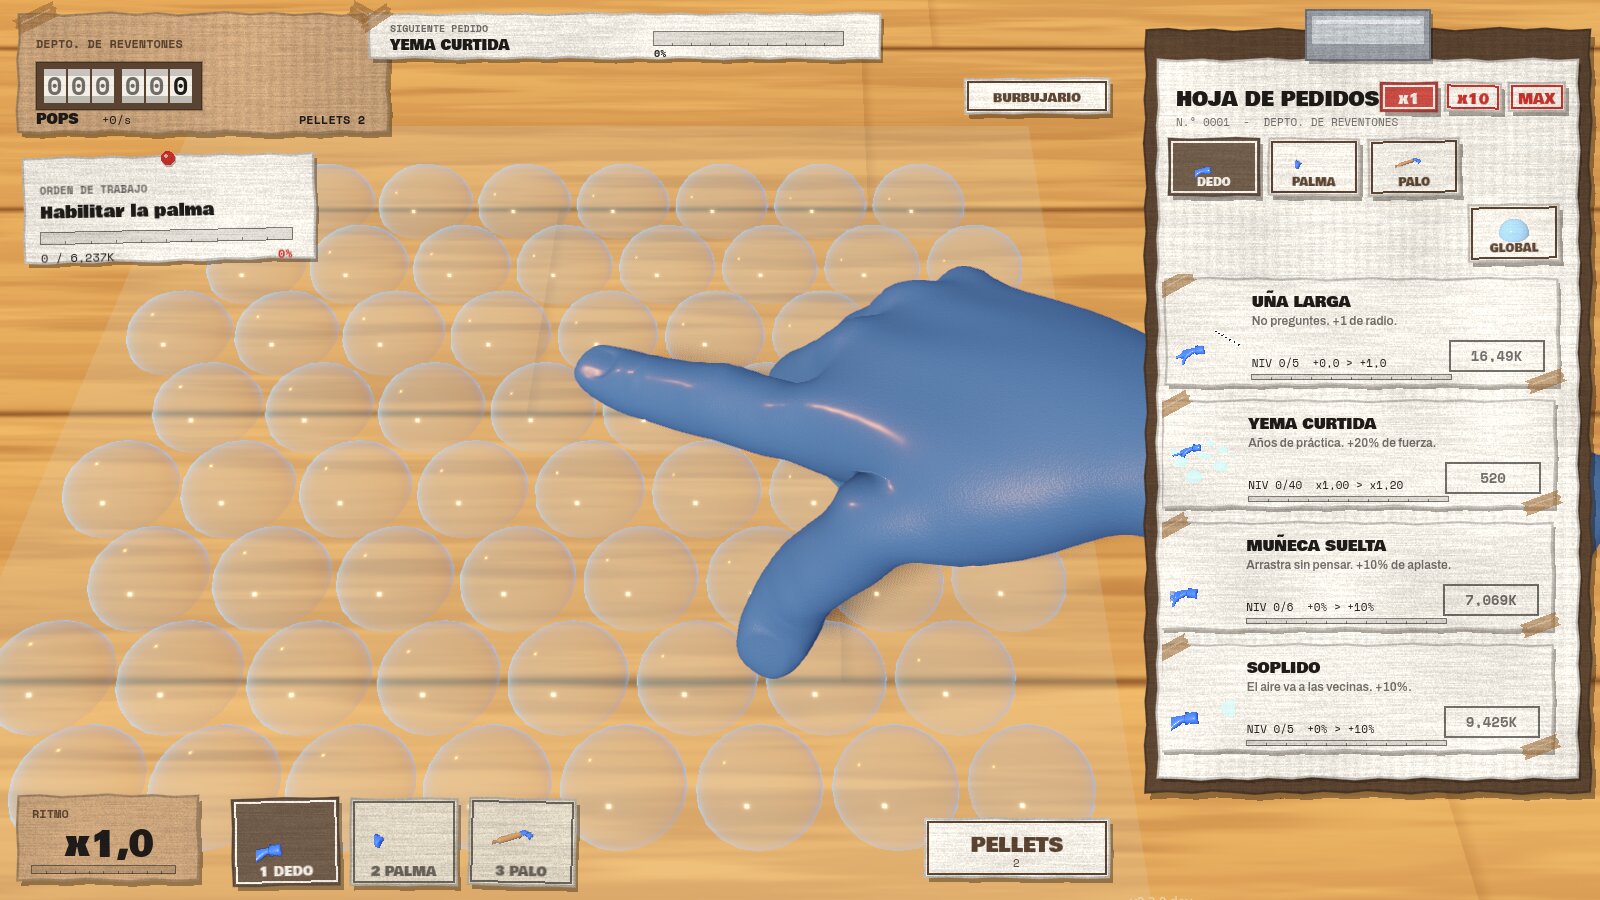 DEPTO. DE REVENTONES
000000
POPS +0/s PELLETS 2
SIGUIENTE PEDIDO
YEMA CURTIDA
0%
BURBUJARIO
ORDEN DE TRABAJO
Habilitar la palma
0 / 6,237K 0%
HOJA DE PEDIDOS x1 x10 MAX
N.° 0001 - DEPTO. DE REVENTONES
DEDO PALMA PALO
GLOBAL
UÑA LARGA
No preguntes. +1 de radio.
NIV 0/5 +0,0 > +1,0 16,49K
YEMA CURTIDA
Años de práctica. +20% de fuerza.
NIV 0/40 x1,00 > x1,20 520
MUÑECA SUELTA
Arrastra sin pensar. +10% de aplaste.
NIV 0/6 +0% > +10% 7,069K
SOPLIDO
El aire va a las vecinas. +10%.
NIV 0/5 +0% > +10% 9,425K
RITMO
x1,0
1 DEDO 2 PALMA 3 PALO
PELLETS
2